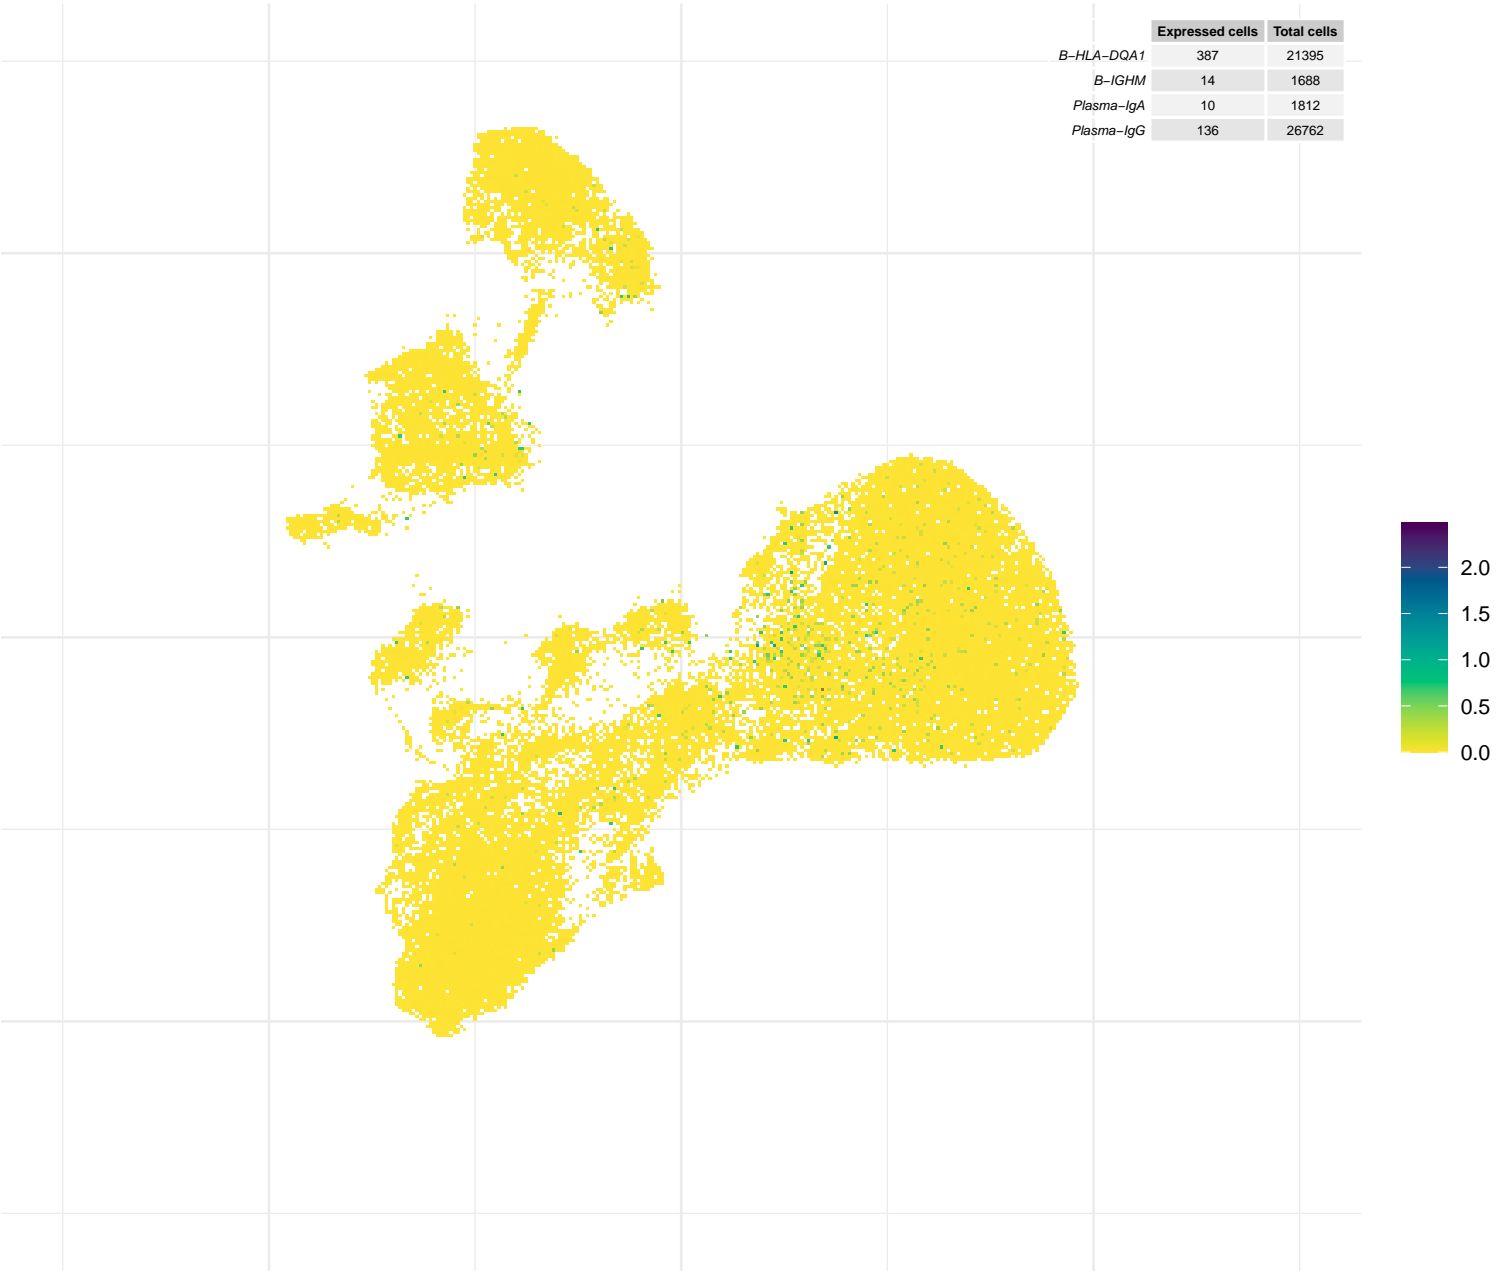 Expressed cells Total cells
B−HLA−DQA1 387 21395
B−IGHM 14 1688
Plasma−IgA 10 1812
Plasma−IgG 136 26762
2.0
1.5
1.0
0.5
0.0